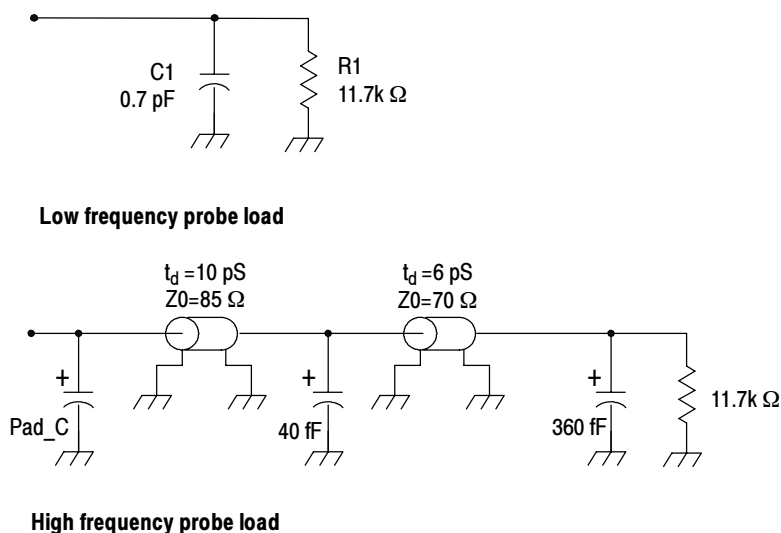 C1
0.7 pF
R1
11.7k Ω
Low frequency probe load
t_d =10 pS
Z0=85 Ω
t_d =6 pS
Z0=70 Ω
+
Pad_C
+
40 fF
+
360 fF
11.7k Ω
High frequency probe load